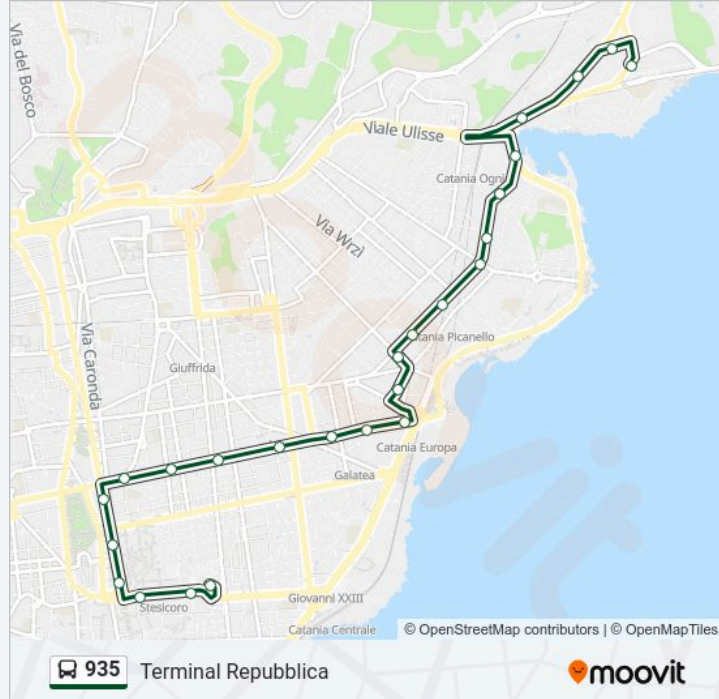 Via del Bosco
Viale Ulisse
Catania Ogni
Via Wrzì
Catania Picanello
Via Caronda
Giuffrida
Catania Europa
Galatea
Giovanni XXIII
Stesicoro
Catania Centrale
© OpenStreetMap contributors | © OpenMapTiles
935 Terminal Repubblica
moovit